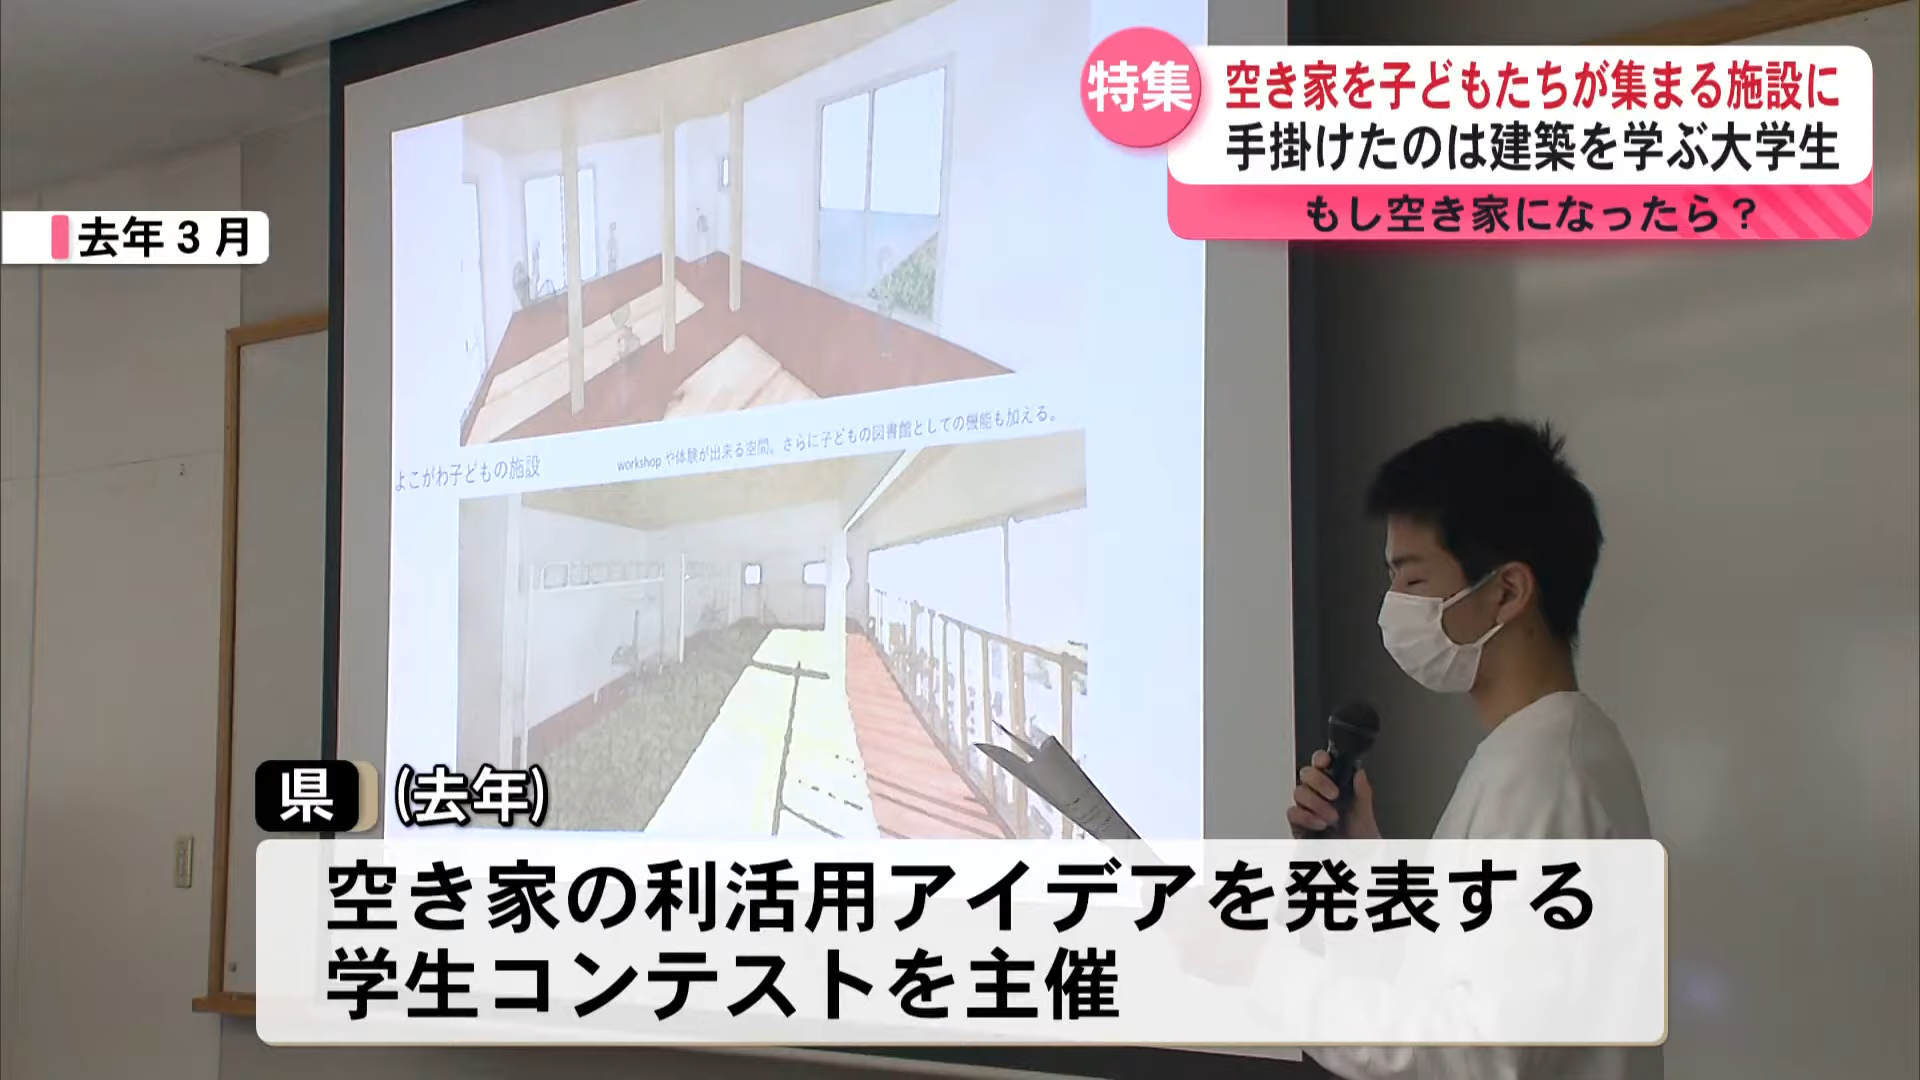 特集
空き家を子どもたちが集まる施設に
手掛けたのは建築を学ぶ大学生
もし空き家になったら？
去年３月
workshop や体験が出来る空間。さらに子どもの図書館としての機能も加える。
よこがわ子どもの施設
県 (去年)
空き家の利活用アイデアを発表する
学生コンテストを主催